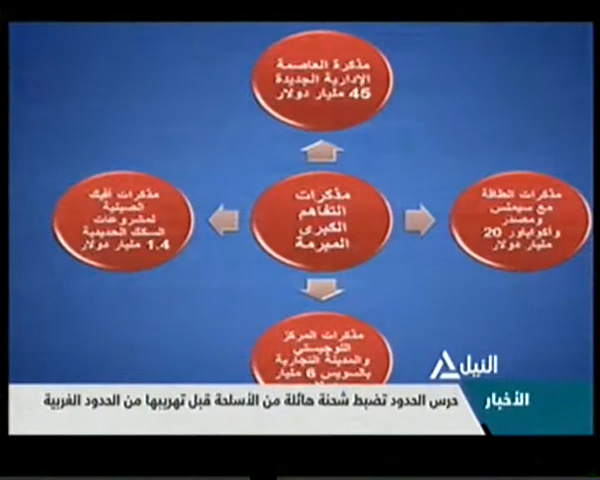 مذكرة العاصمة
الإدارية الجديدة
45 مليار دولار
مذكرات الطاقة
مع سيمنس
ومصدر
وأكواباور 20
مليار دولار
مذكرات
التفاهم
الكبرى
المبرمة
مذكرات أفيك
الصينية
لمشروعات
السكك الحديدية
1.4 مليار دولار
مذكرات المركز
اللوجيستي
والمدينة التجارية
بالسويس 6 مليار
النيل
الأخبار
حرس الحدود تضبط شحنة هائلة من الأسلحة قبل تهريبها من الحدود الغربية